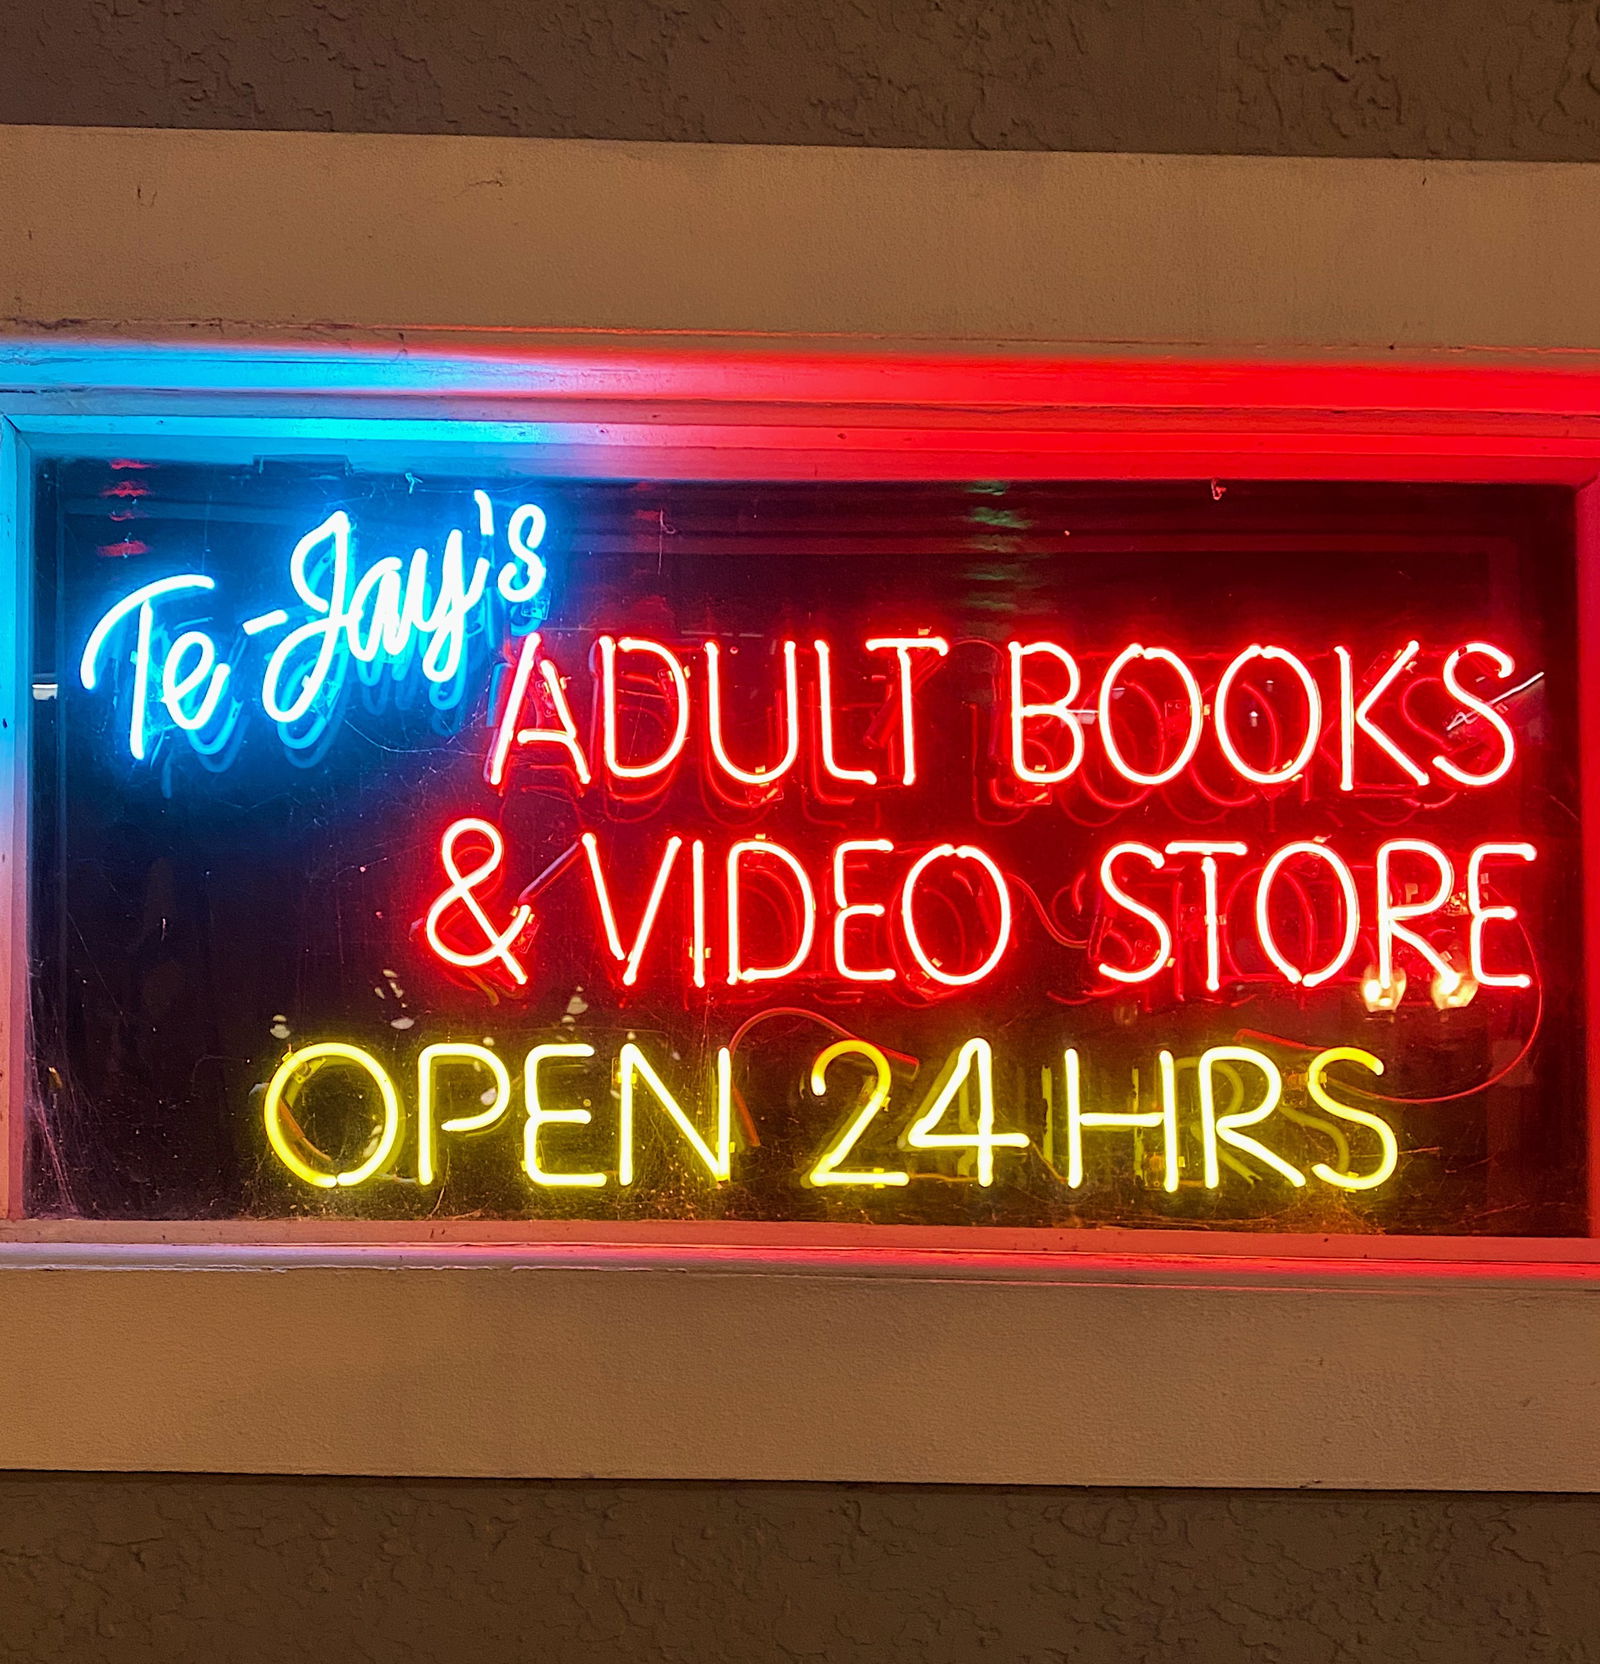 Te-Jay's
ADULT BOOKS
& VIDEO STORE
OPEN 24 HRS